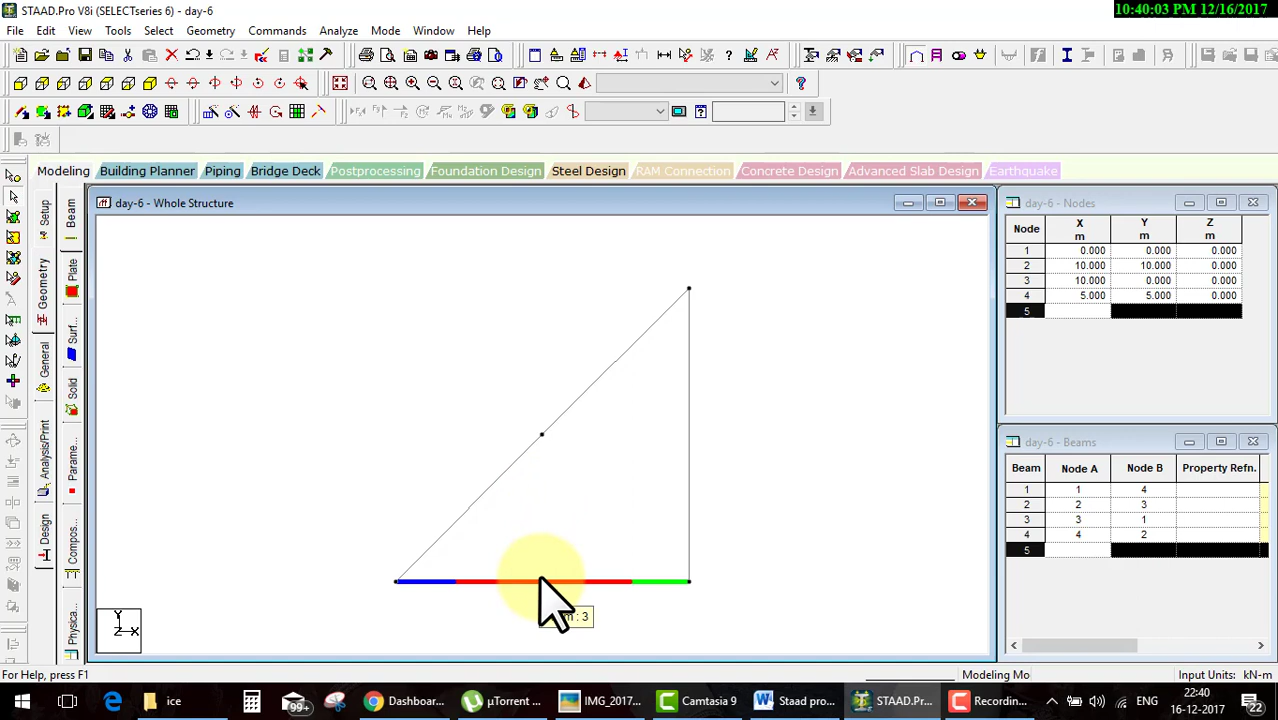 STAAD.Pro V8i (SELECTseries 6) - day-6
10:40:03 PM 12/16/2017
File Edit View Tools Select Geometry Commands Analyze Mode Window Help
Modeling Building Planner Piping Bridge Deck Postprocessing Foundation Design Steel Design RAM Connection Concrete Design Advanced Slab Design Earthquake
Setup
Geometry
General
Analysis/Print
Design
Beam
Plate
Surf...
Solid
Parame...
Compos...
Physica...
day-6 - Whole Structure
: 3
Y
Z X
day-6 - Nodes
Node X m Y m Z m
1 0.000 0.000 0.000
2 10.000 10.000 0.000
3 10.000 0.000 0.000
4 5.000 5.000 0.000
5
day-6 - Beams
Beam Node A Node B Property Refn.
1 1 4
2 2 3
3 3 1
4 4 2
5
For Help, press F1
Modeling Mo
Input Units: kN-m
ice
99+
Dashboar...
µTorrent ...
IMG_2017...
Camtasia 9
Staad pro...
STAAD.Pr...
Recordin...
ENG
22:40
16-12-2017
22